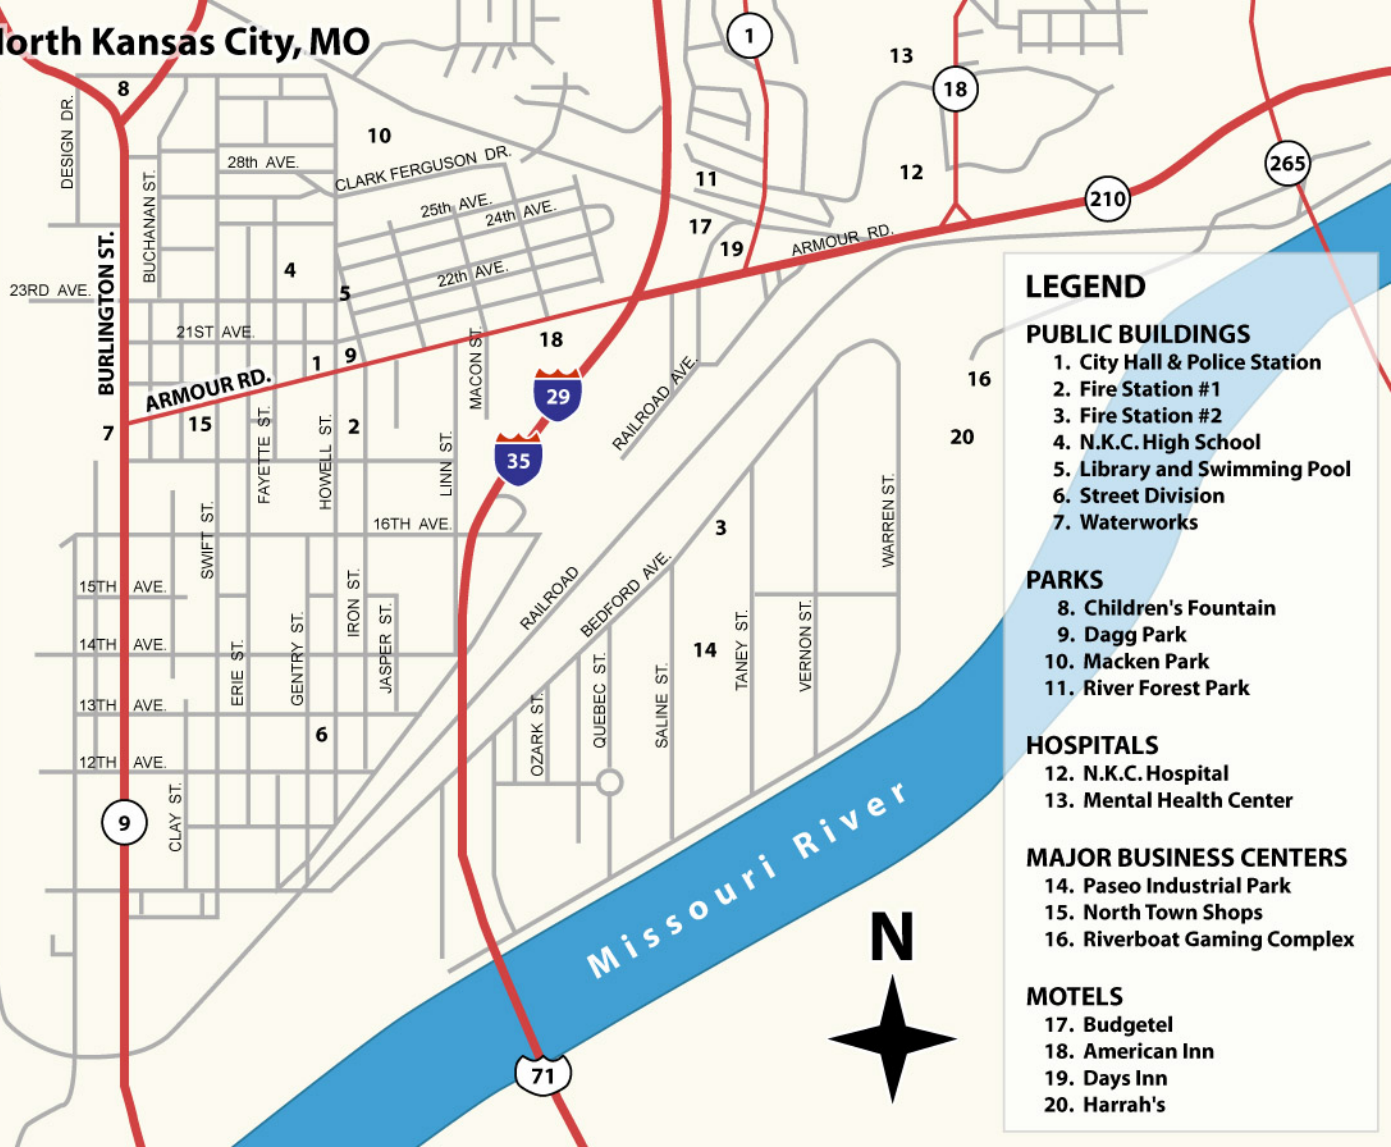 orth Kansas City, MO
1
13
8
18
DESIGN DR.
10
28th AVE.
CLARK FERGUSON DR.
265
12
11
210
BUCHANAN ST.
25th AVE.
24th AVE.
17
19
ARMOUR RD.
BURLINGTON ST.
4
22th AVE.
23RD AVE.
5
21ST AVE.
18
9
1
MACON ST.
ARMOUR RD.
29
RAILROAD AVE.
16
15
7
2
20
FAYETTE ST.
HOWELL ST.
LINN ST.
35
WARREN ST.
16TH AVE.
3
SWIFT ST.
15TH AVE.
IRON ST.
RAILROAD
BEDFORD AVE.
14TH AVE.
JASPER ST.
14
TANEY ST.
VERNON ST.
ERIE ST.
GENTRY ST.
13TH AVE.
QUEBEC ST.
SALINE ST.
OZARK ST.
6
12TH AVE.
9
CLAY ST.
Missouri River
N
71
LEGEND
PUBLIC BUILDINGS
1. City Hall & Police Station
2. Fire Station #1
3. Fire Station #2
4. N.K.C. High School
5. Library and Swimming Pool
6. Street Division
7. Waterworks
PARKS
8. Children's Fountain
9. Dagg Park
10. Macken Park
11. River Forest Park
HOSPITALS
12. N.K.C. Hospital
13. Mental Health Center
MAJOR BUSINESS CENTERS
14. Paseo Industrial Park
15. North Town Shops
16. Riverboat Gaming Complex
MOTELS
17. Budgetel
18. American Inn
19. Days Inn
20. Harrah's